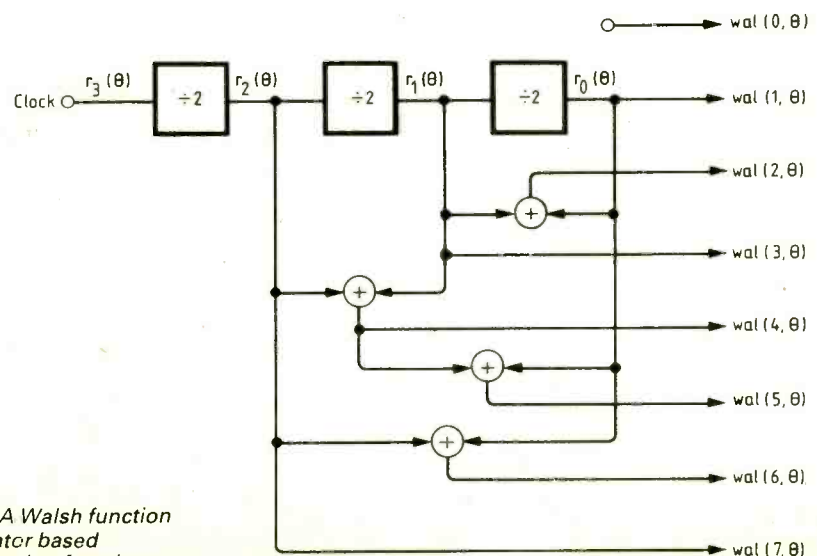 wal (0, θ)
r₃ (θ)
r₂ (θ)
r₁ (θ)
r₀ (θ)
Clock
÷2
÷2
÷2
wal (1, θ)
wal (2, θ)
+
wal (3, θ)
+
wal (4, θ)
+
wal (5, θ)
+
wal (6, θ)
A Walsh function
ator based
wal (7, θ)